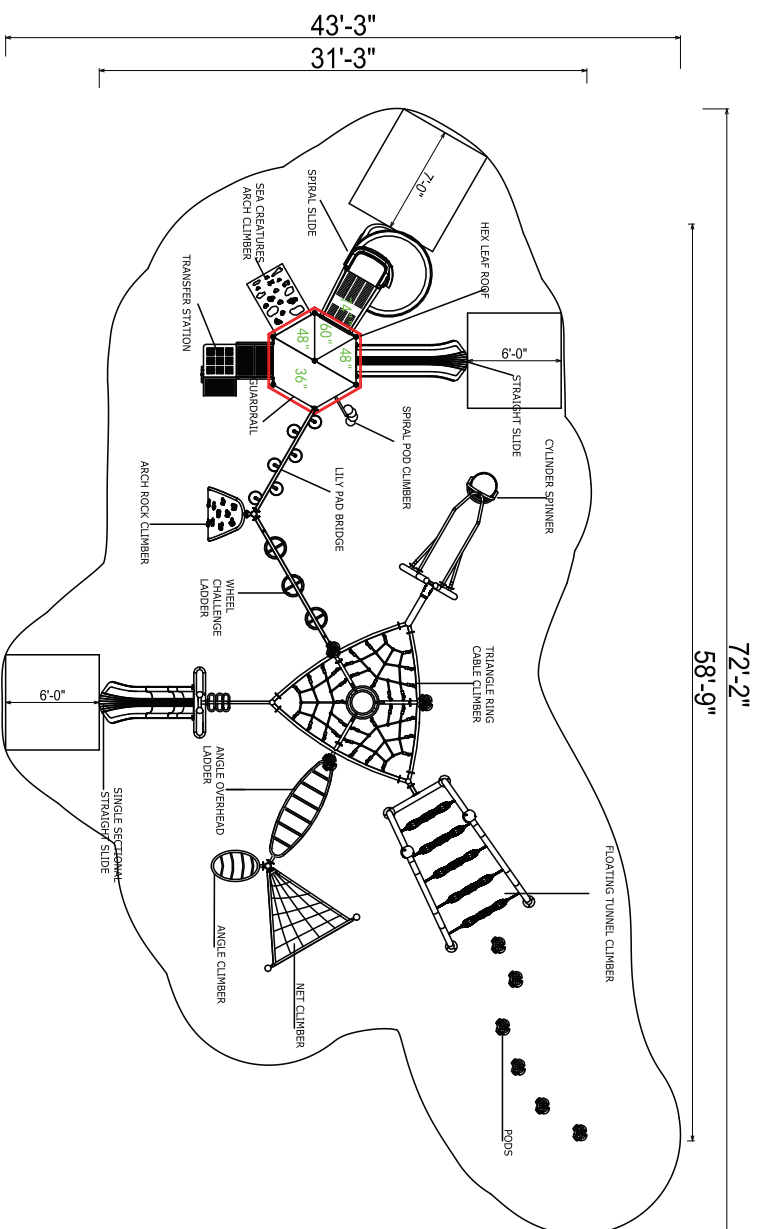 43'-3"
31'-3"
72'-2"
58'-9"
7'-0"
SPIRAL SLIDE
SEA CREATURES
ARCH CLIMBER
HEX LEAF ROOF
TRANSFER STATION
60"
48"
48"
36"
6'-0"
STRAIGHT SLIDE
GUARDRAIL
SPIRAL POD CLIMBER
CYLINDER SPINNER
ARCH ROCK CLIMBER
LILY PAD BRIDGE
WHEEL
CHALLENGE
LADDER
TRIANGLE RING
CABLE CLIMBER
6'-0"
ANGLE OVERHEAD
LADDER
SINGLE SECTIONAL
STRAIGHT SLIDE
FLOATING TUNNEL CLIMBER
ANGLE CLIMBER
NET CLIMBER
PODS